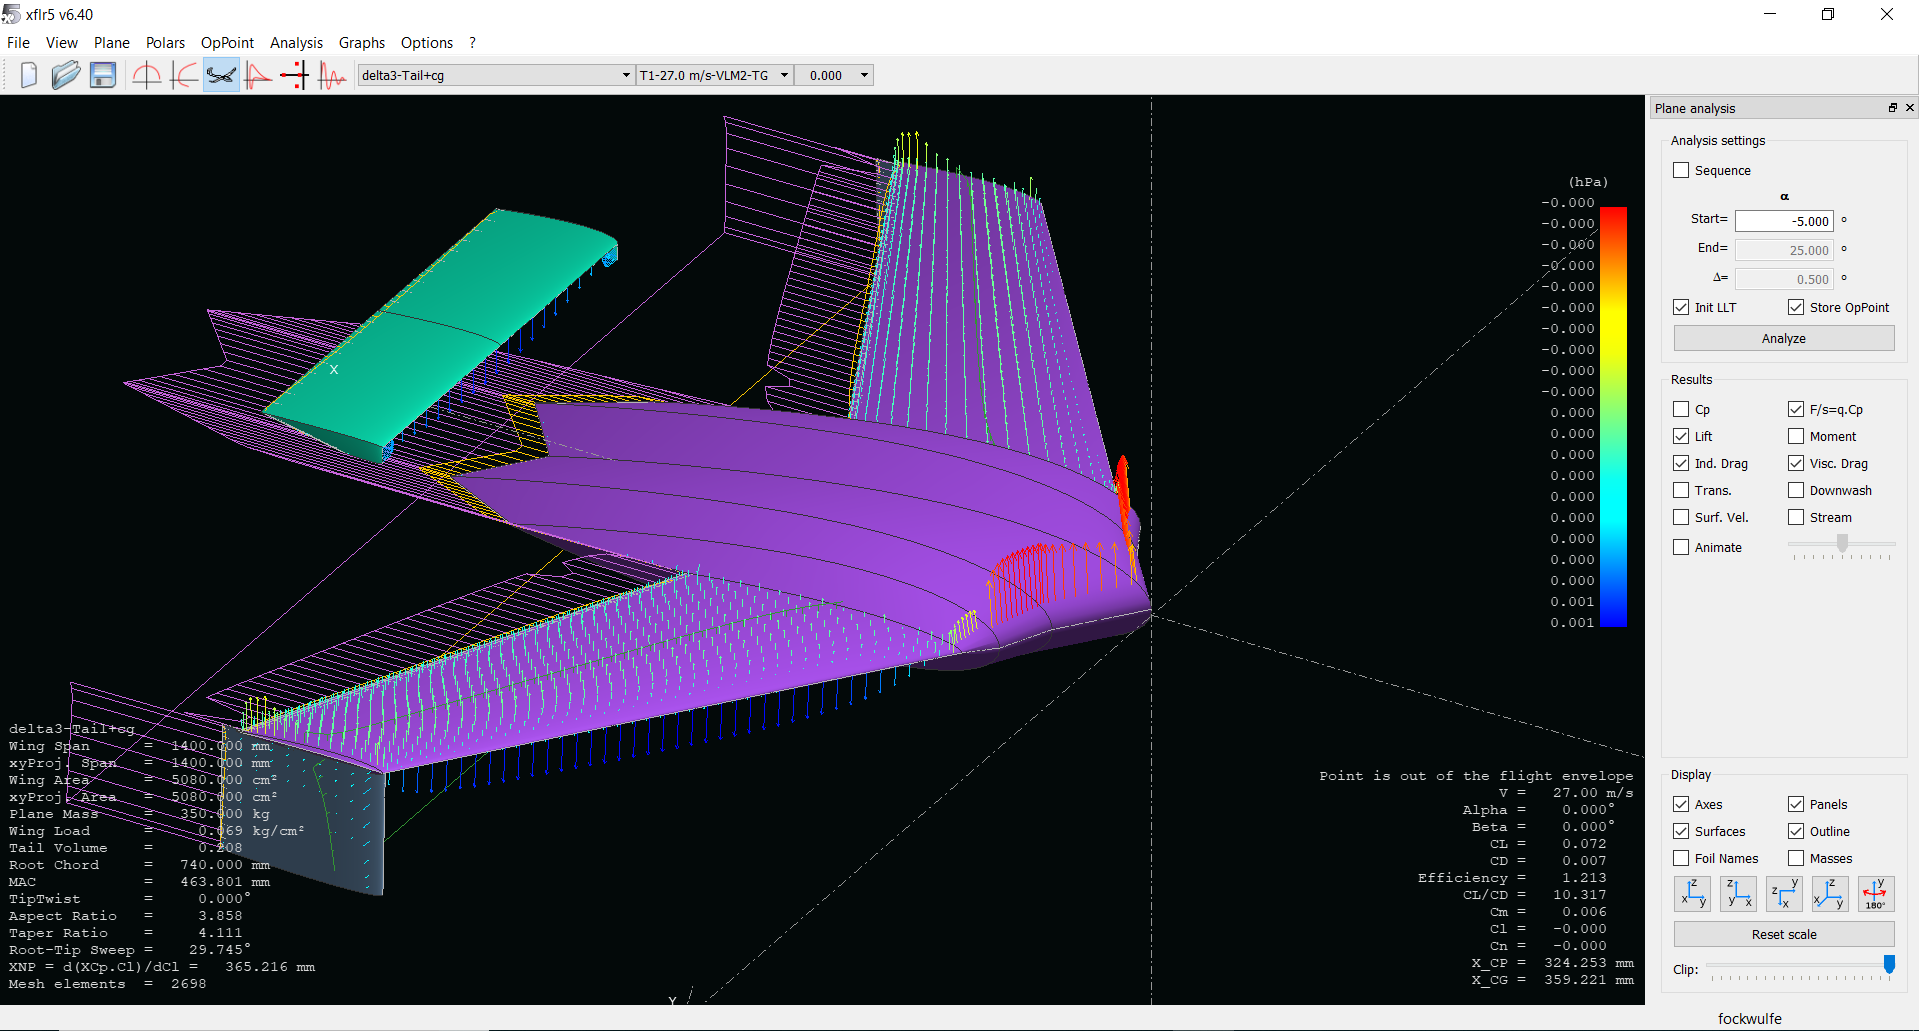 xflr5 v6.40
File View Plane Polars OpPoint Analysis Graphs Options ?
delta3-Tail+cg T1-27.0 m/s-VLM2-TG 0.000
Plane analysis
Analysis settings
Sequence
α
Start= -5.000 °
End= 25.000 °
Δ= 0.500 °
Init LLT Store OpPoint
Analyze
Results
Cp F/s=q.Cp
Lift Moment
Ind. Drag Visc. Drag
Trans. Downwash
Surf. Vel. Stream
Animate
Display
Axes Panels
Surfaces Outline
Foil Names Masses
z x y z y x z y x z x y y 180°
Reset scale
Clip:
fockwulfe
(hPa)
-0.000
-0.000
-0.000
-0.000
-0.000
-0.000
-0.000
-0.000
-0.000
-0.000
0.000
0.000
0.000
0.000
0.000
0.000
0.000
0.000
0.000
0.001
0.001
X
Y
delta3-Tail+cg
Wing Span = 1400.000 mm
xyProj. Span = 1400.000 mm
Wing Area = 5080.000 cm²
xyProj. Area = 5080.000 cm²
Plane Mass = 350.000 kg
Wing Load = 0.069 kg/cm²
Tail Volume = 0.208
Root Chord = 740.000 mm
MAC = 463.801 mm
TipTwist = 0.000°
Aspect Ratio = 3.858
Taper Ratio = 4.111
Root-Tip Sweep = 29.745°
XNP = d(XCp.Cl)/dCl = 365.216 mm
Mesh elements = 2698
Point is out of the flight envelope
V = 27.00 m/s
Alpha = 0.000°
Beta = 0.000°
CL = 0.072
CD = 0.007
Efficiency = 1.213
CL/CD = 10.317
Cm = 0.006
Cl = -0.000
Cn = -0.000
X_CP = 324.253 mm
X_CG = 359.221 mm